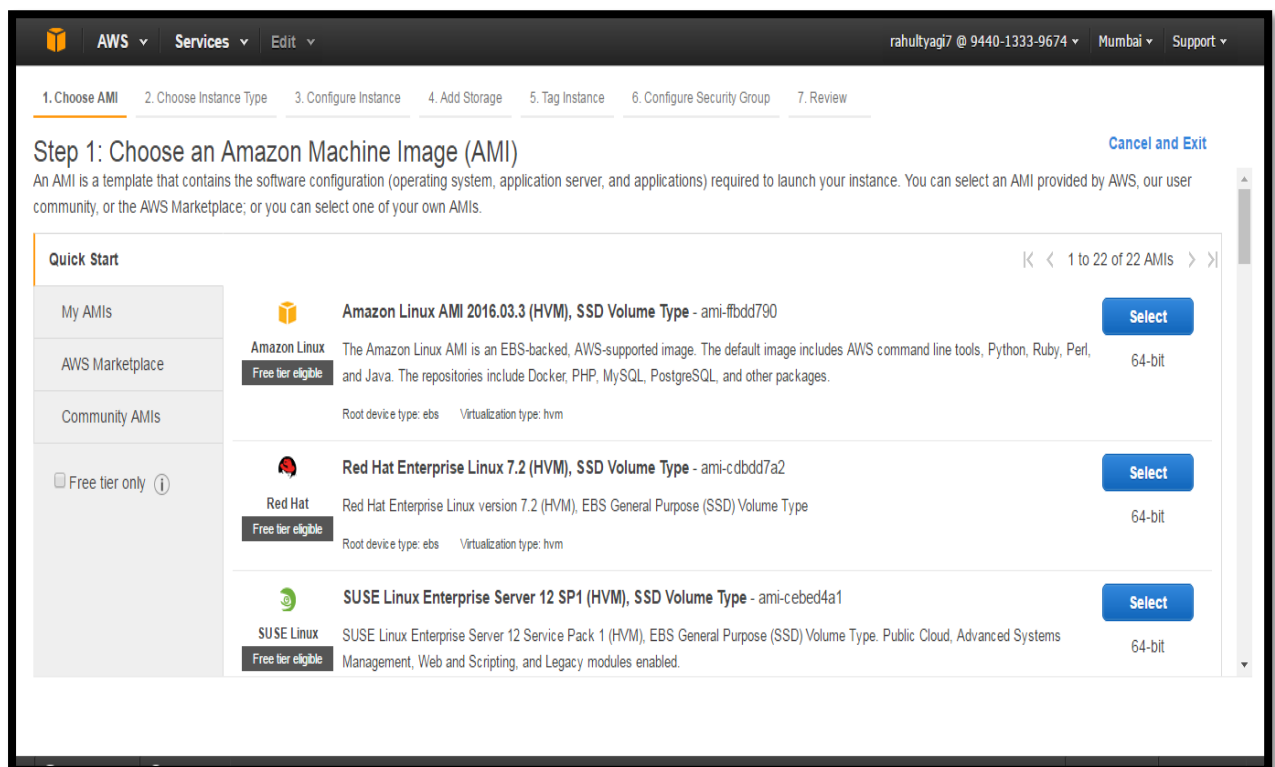 AWS Services Edit rahultyagi7 @ 9440-1333-9674 Mumbai Support
1. Choose AMI 2. Choose Instance Type 3. Configure Instance 4. Add Storage 5. Tag Instance 6. Configure Security Group 7. Review
Step 1: Choose an Amazon Machine Image (AMI)
Cancel and Exit
An AMI is a template that contains the software configuration (operating system, application server, and applications) required to launch your instance. You can select an AMI provided by AWS, our user
community, or the AWS Marketplace; or you can select one of your own AMIs.
Quick Start
1 to 22 of 22 AMIs
My AMIs
AWS Marketplace
Community AMIs
Free tier only
Amazon Linux
Free tier eligible
Amazon Linux AMI 2016.03.3 (HVM), SSD Volume Type - ami-ffbdd790
The Amazon Linux AMI is an EBS-backed, AWS-supported image. The default image includes AWS command line tools, Python, Ruby, Perl,
and Java. The repositories include Docker, PHP, MySQL, PostgreSQL, and other packages.
Root device type: ebs Virtualization type: hvm
Select
64-bit
Red Hat
Free tier eligible
Red Hat Enterprise Linux 7.2 (HVM), SSD Volume Type - ami-cdbdd7a2
Red Hat Enterprise Linux version 7.2 (HVM), EBS General Purpose (SSD) Volume Type
Root device type: ebs Virtualization type: hvm
Select
64-bit
SUSE Linux
Free tier eligible
SUSE Linux Enterprise Server 12 SP1 (HVM), SSD Volume Type - ami-cebed4a1
SUSE Linux Enterprise Server 12 Service Pack 1 (HVM), EBS General Purpose (SSD) Volume Type. Public Cloud, Advanced Systems
Management, Web and Scripting, and Legacy modules enabled.
Select
64-bit